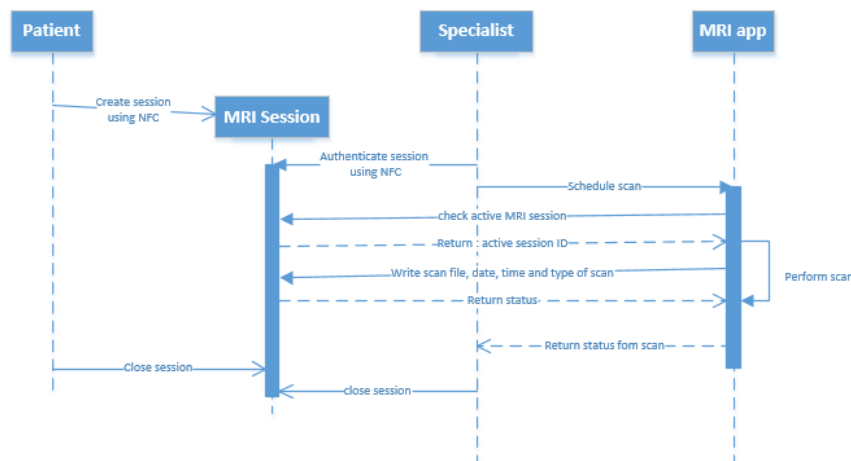 Patient
Specialist
MRI app
Create session
using NFC
MRI Session
Authenticate session
using NFC
Schedule scan
check active MRI session
Return : active session ID
Write scan file, date, time and type of scan
Perform scan
Return status
Return status fom scan
Close session
close session